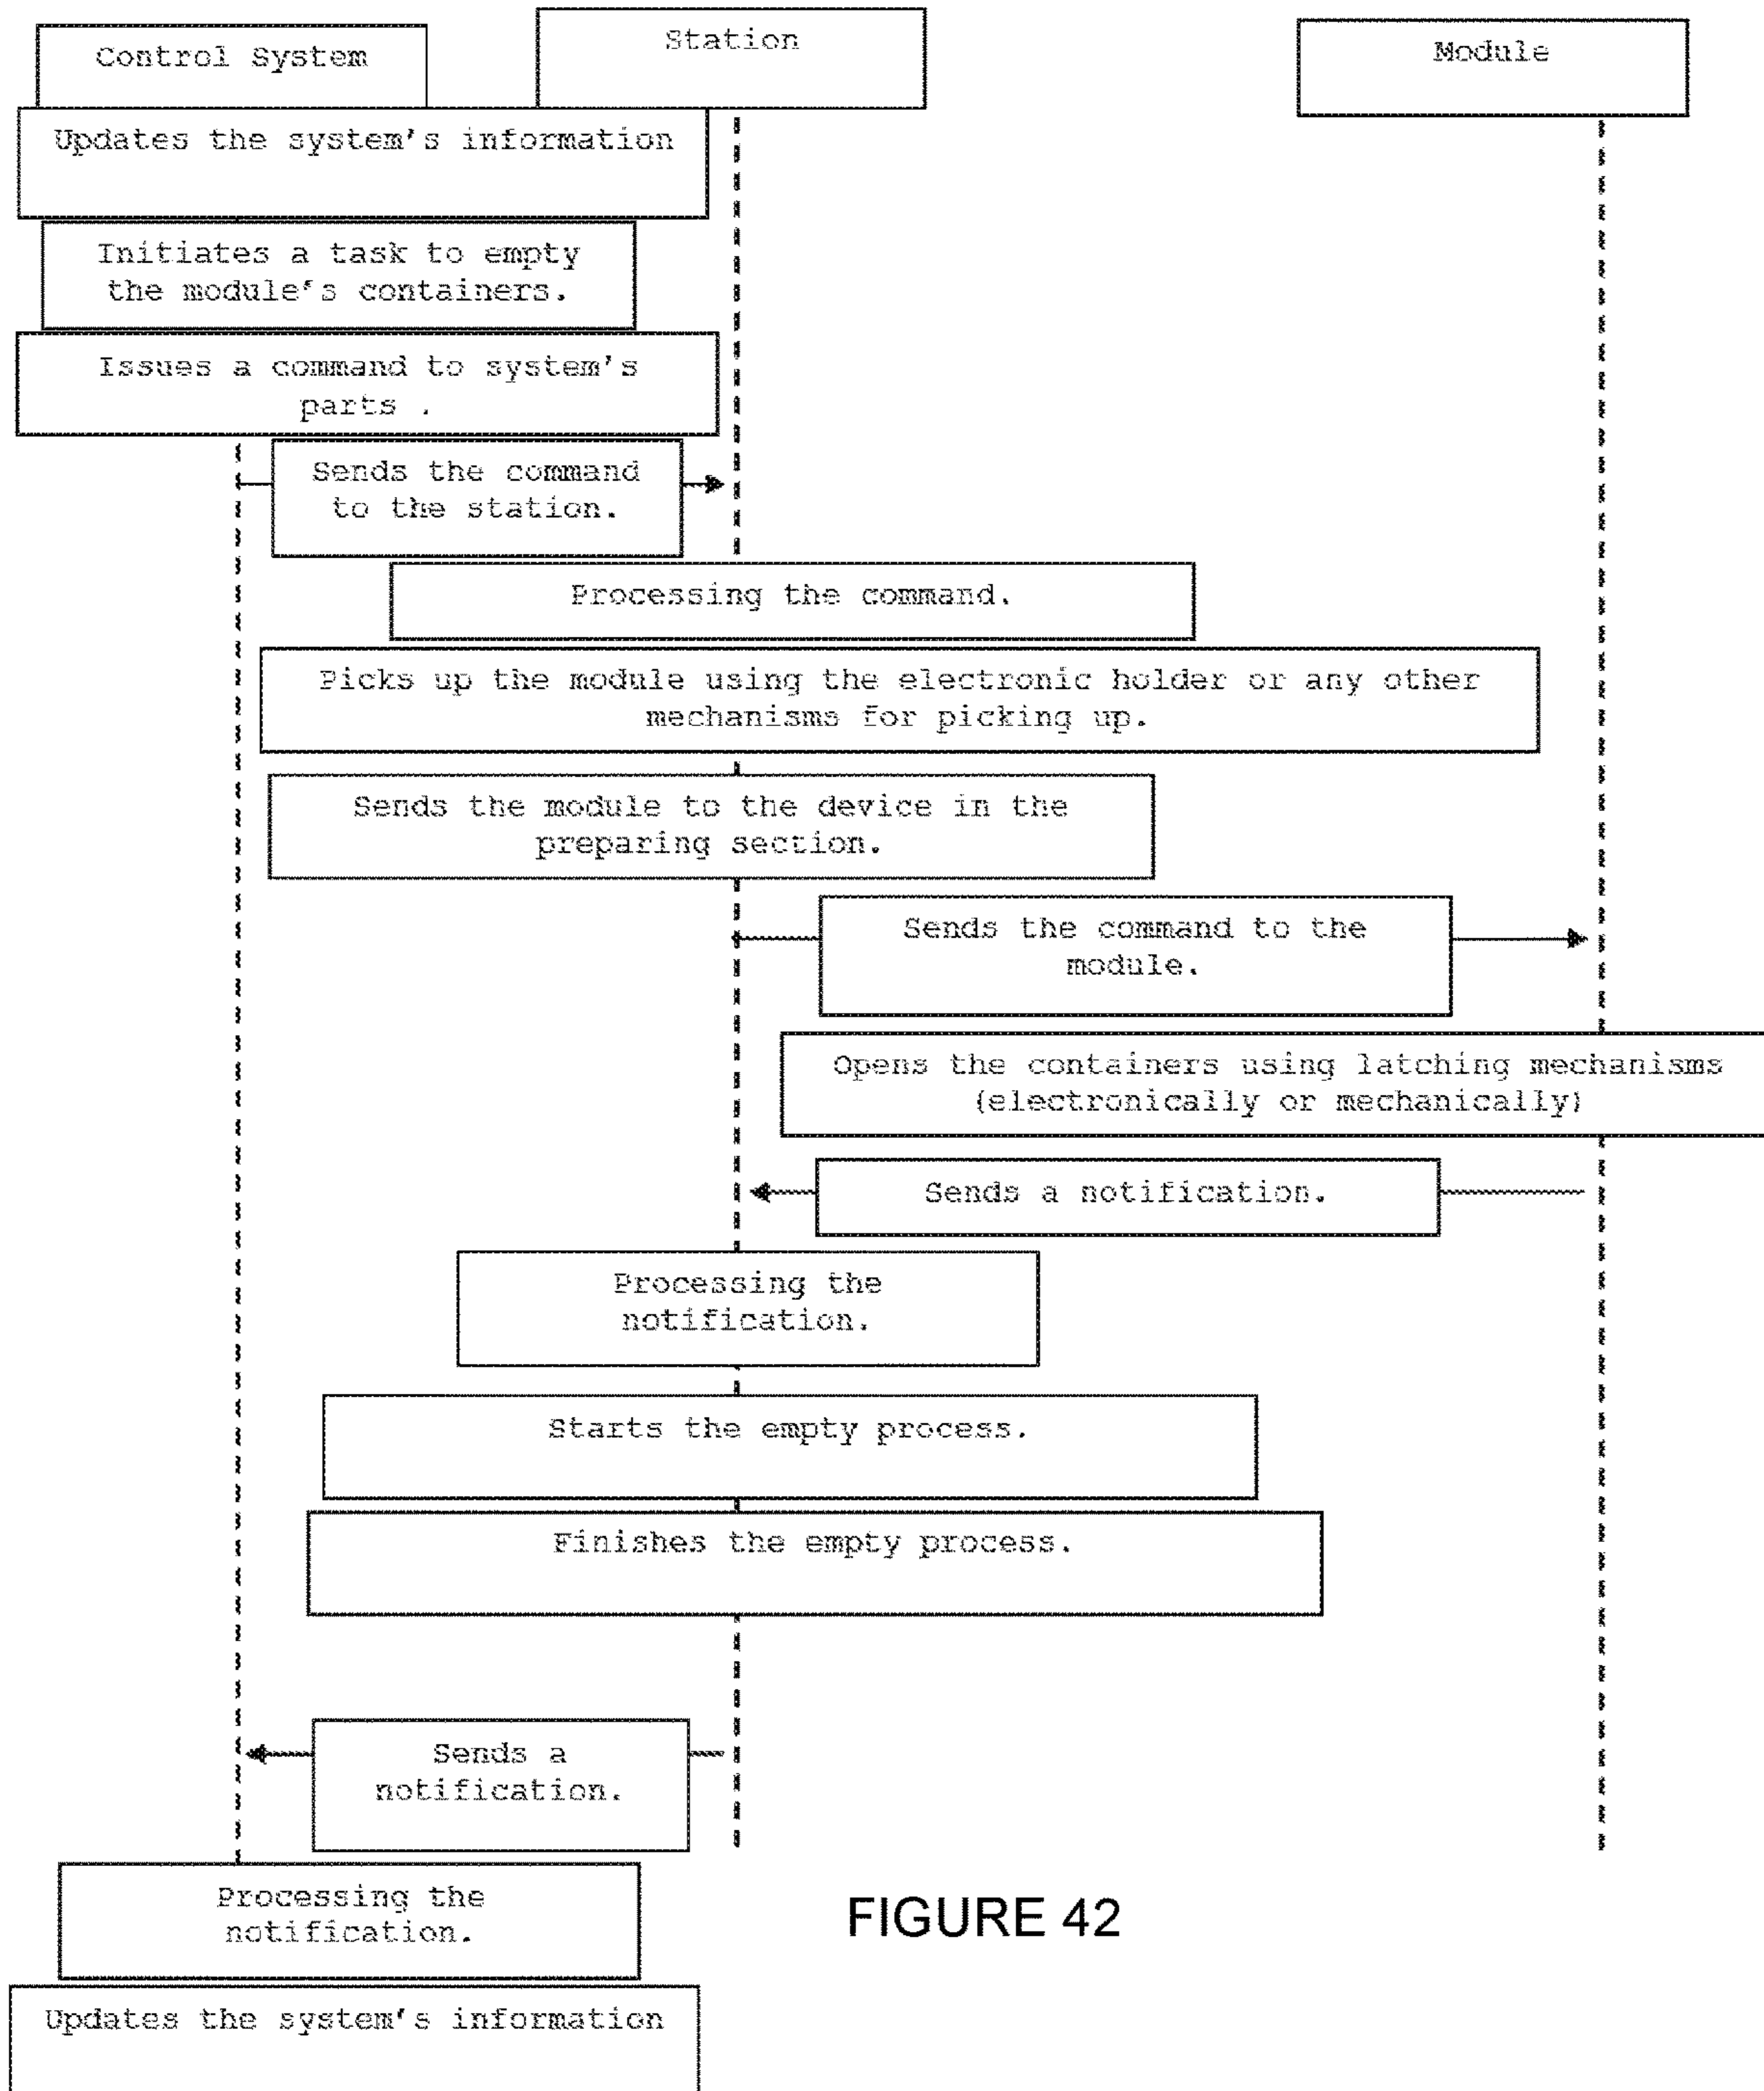 Control System
Station
Module
Updates the system's information
Initiates a task to empty
the module's containers.
Issues a command to system's
parts .
Sends the command
to the station.
Processing the command.
Picks up the module using the electronic holder or any other
mechanisms for picking up.
Sends the module to the device in the
preparing section.
Sends the command to the
module.
Opens the containers using latching mechanisms
(electronically or mechanically)
Sends a notification.
Processing the
notification.
Starts the empty process.
Finishes the empty process.
Sends a
notification.
Processing the
notification.
FIGURE 42
Updates the system's information